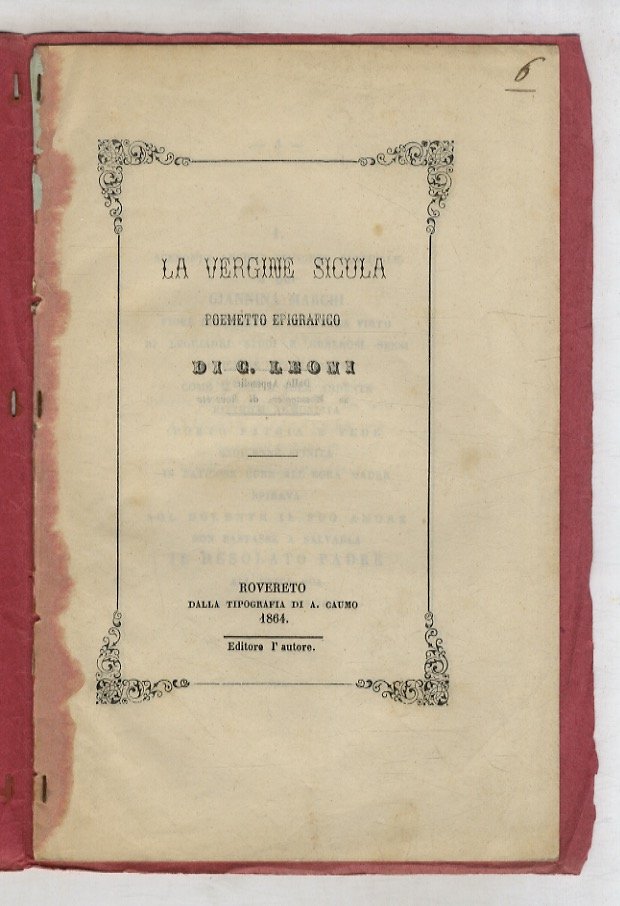 6
LA VERGINE SICULA
POEMETTO EPIGRAFICO
DI C. LEONI
ROVERETO
DALLA TIPOGRAFIA DI A. CAUMO
1864.
Editore l'autore.